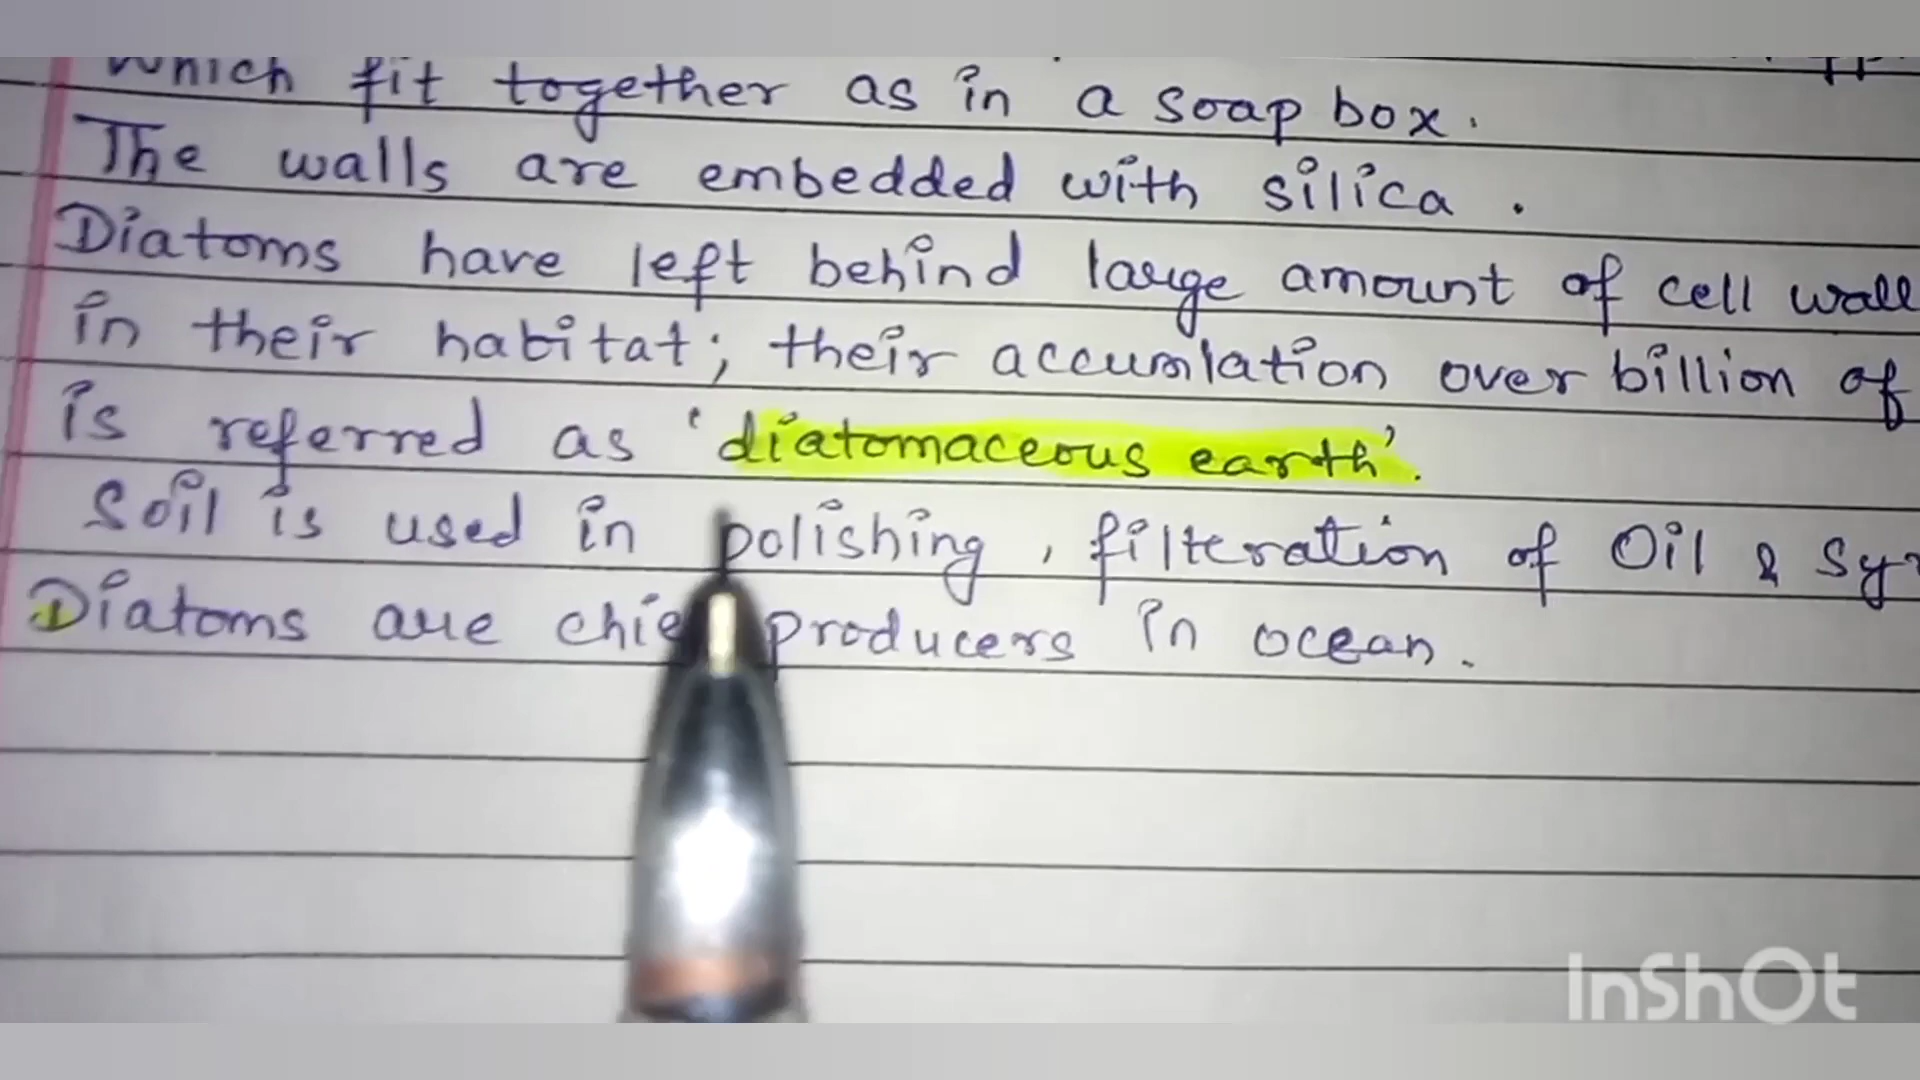 which fit together as in a soap box.
The walls are embedded with silica.
Diatoms have left behind large amount of cell wall
in their habitat; their accumlation over billion of
is referred as 'diatomaceous earth'.
Soil is used in polishing, filteration of Oil &
Diatoms are producers in ocean.
InShOt